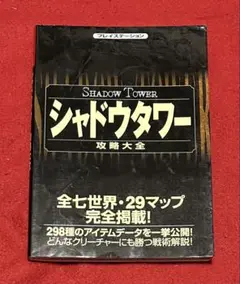 プレイステーション
SHADOW TOWER
シャドウタワー
攻略大全
全七世界・29マップ
完全掲載!
298種のアイテムデータを一挙公開!
どんなクリーチャーにも勝つ戦術解説!